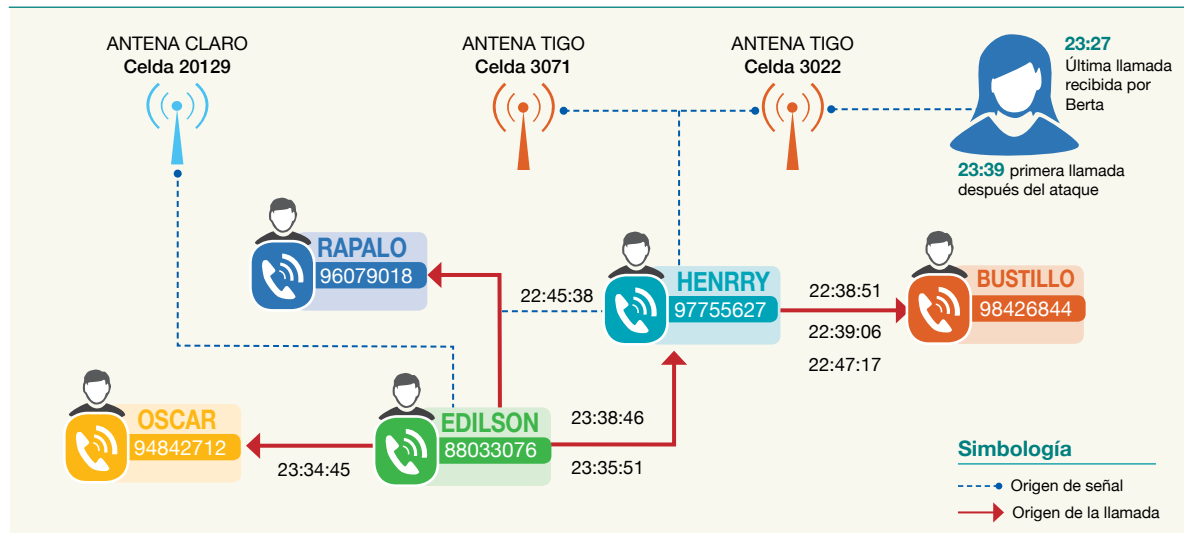 ANTENA CLARO
Celda 20129
ANTENA TIGO
Celda 3071
ANTENA TIGO
Celda 3022
23:27
Última llamada
recibida por
Berta
23:39 primera llamada
después del ataque
RAPALO
96079018
22:45:38
HENRRY
97755627
22:38:51
22:39:06
22:47:17
BUSTILLO
98426844
OSCAR
94842712
23:34:45
EDILSON
88033076
23:38:46
23:35:51
Simbología
Origen de señal
Origen de la llamada